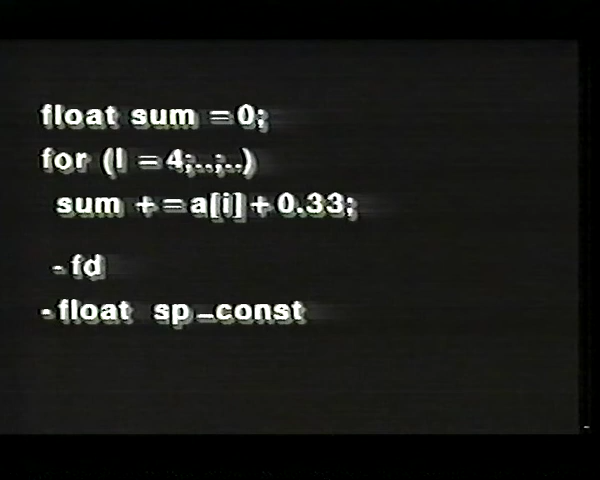 float sum = 0;
for (I = 4;..;..)
sum += a[i] + 0.33;
- fd
- float sp_const